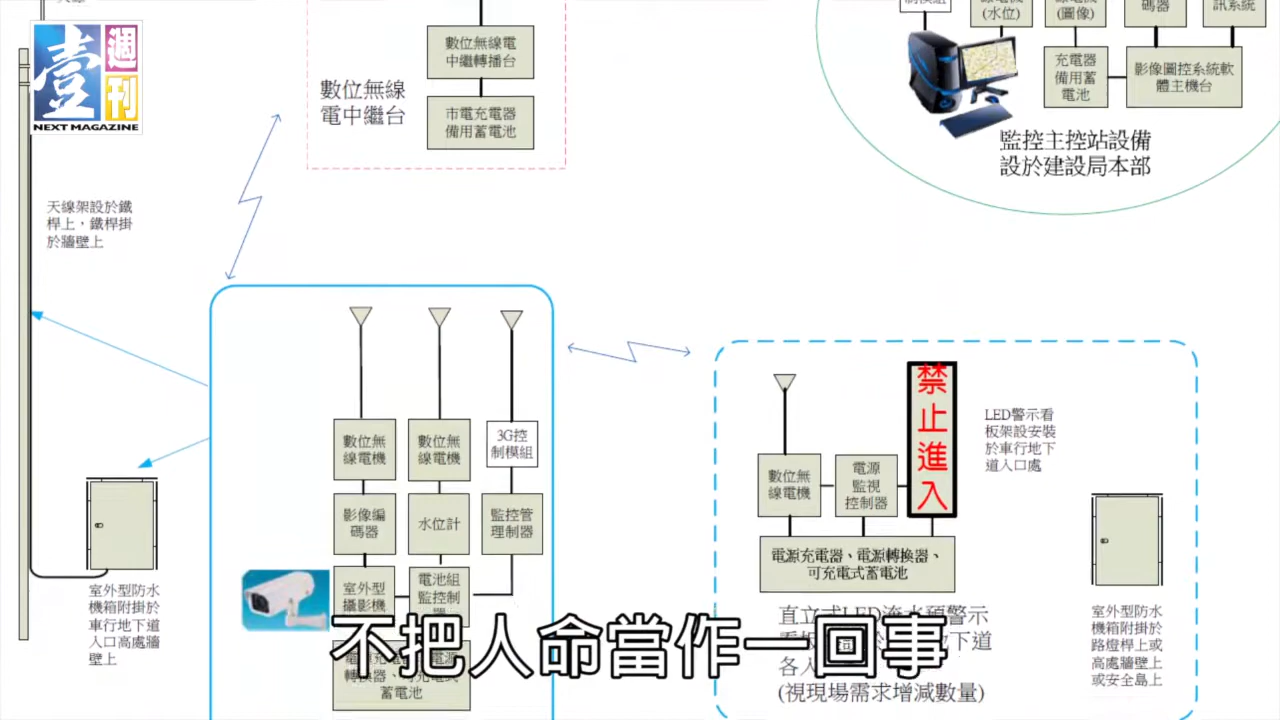 壹
週
刊
NEXT MAGAZINE
天線架設於鐵
桿上，鐵桿掛
於牆壁上
數位無線
電中繼台
數位無線電
中繼轉播台
市電充電器
備用蓄電池
(水位)
(圖像)
碼器
訊系統
充電器
備用蓄
電池
影像圖控系統軟
體主機台
監控主控站設備
設於建設局本部
數位無
線電機
數位無
線電機
3G控
制模組
影像編
碼器
水位計
監控管
理制器
室外型
攝影機
電池組
監控制
器
蓄電池
室外型防水
機箱附掛於
車行地下道
入口高處牆
壁上
禁
止
進
入
LED警示看
板架設安裝
於車行地下
道入口處
數位無
線電機
電源
監視
控制器
電源充電器、電源轉換器、
可充電式蓄電池
直立式LED淹水預警示
(視現場需求增減數量)
室外型防水
機箱附掛於
路燈桿上或
高處牆壁上
或安全島上
不把人命當作一回事